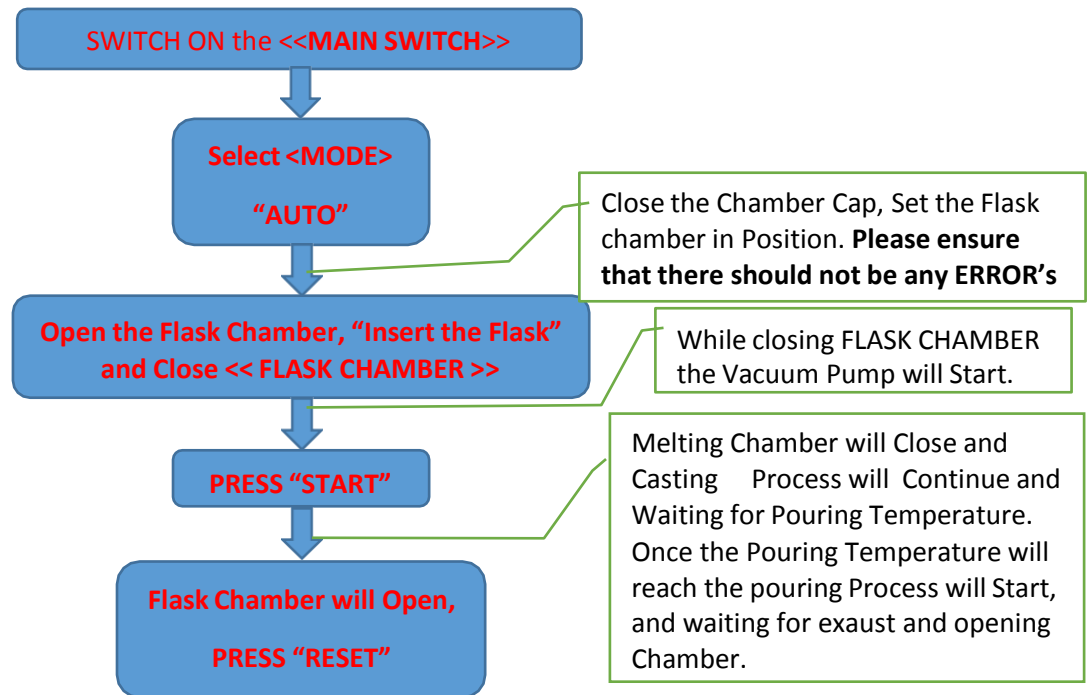 SWITCH ON the <<MAIN SWITCH>>
Select <MODE>
“AUTO”
Close the Chamber Cap, Set the Flask
chamber in Position. Please ensure
that there should not be any ERROR’s
Open the Flask Chamber, “Insert the Flask”
and Close << FLASK CHAMBER >>
While closing FLASK CHAMBER
the Vacuum Pump will Start.
PRESS “START”
Melting Chamber will Close and
Casting Process will Continue and
Waiting for Pouring Temperature.
Once the Pouring Temperature will
reach the pouring Process will Start,
and waiting for exaust and opening
Chamber.
Flask Chamber will Open,
PRESS “RESET”